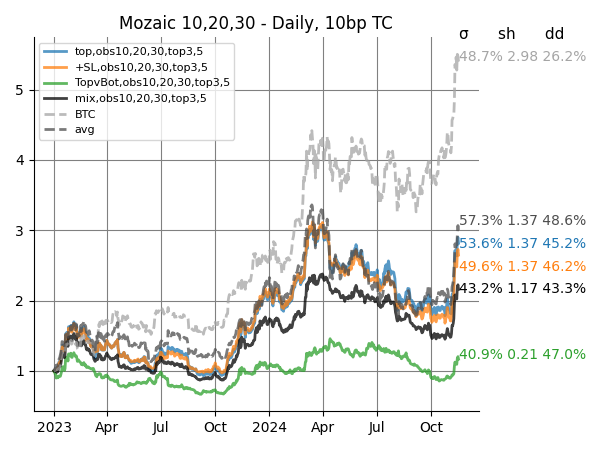 Mozaic 10,20,30 - Daily, 10bp TC
σ sh dd
top,obs10,20,30,top3,5
+SL,obs10,20,30,top3,5
TopvBot,obs10,20,30,top3,5
mix,obs10,20,30,top3,5
BTC
avg
48.7% 2.98 26.2%
57.3% 1.37 48.6%
53.6% 1.37 45.2%
49.6% 1.37 46.2%
43.2% 1.17 43.3%
40.9% 0.21 47.0%
5
4
3
2
1
2023 Apr Jul Oct 2024 Apr Jul Oct